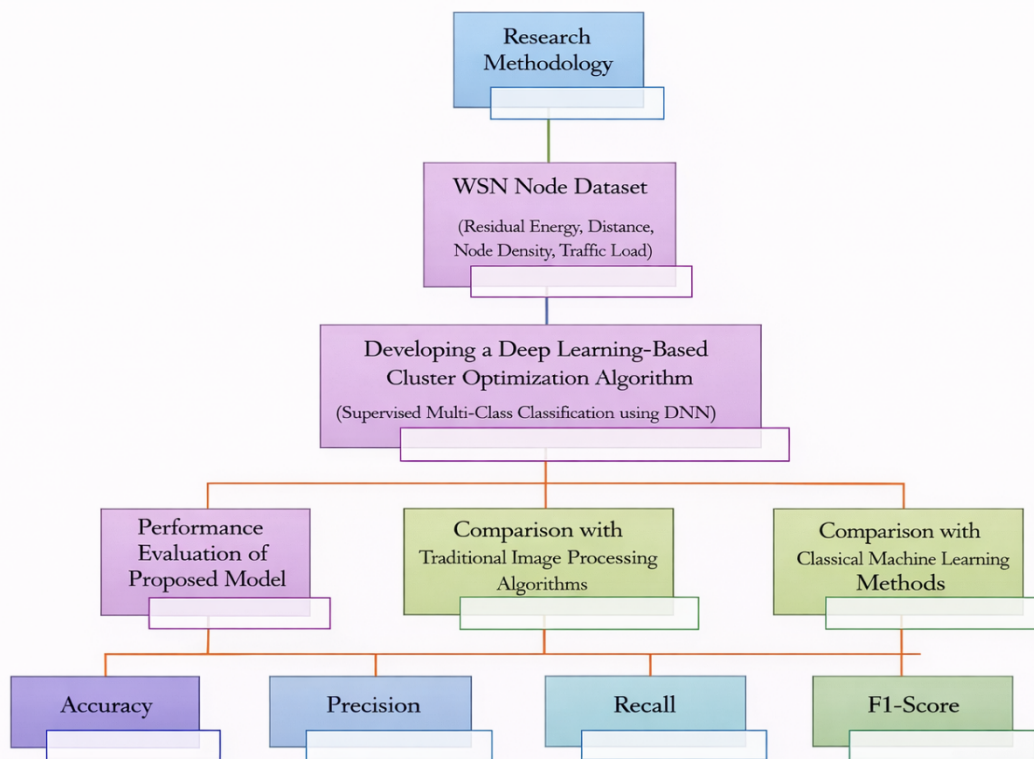 Research
Methodology
WSN Node Dataset
(Residual Energy, Distance,
Node Density, Traffic Load)
Developing a Deep Learning-Based
Cluster Optimization Algorithm
(Supervised Multi-Class Classification using DNN)
Performance
Evaluation of
Proposed Model
Comparison with
Traditional Image Processing
Algorithms
Comparison with
Classical Machine Learning
Methods
Accuracy
Precision
Recall
F1-Score